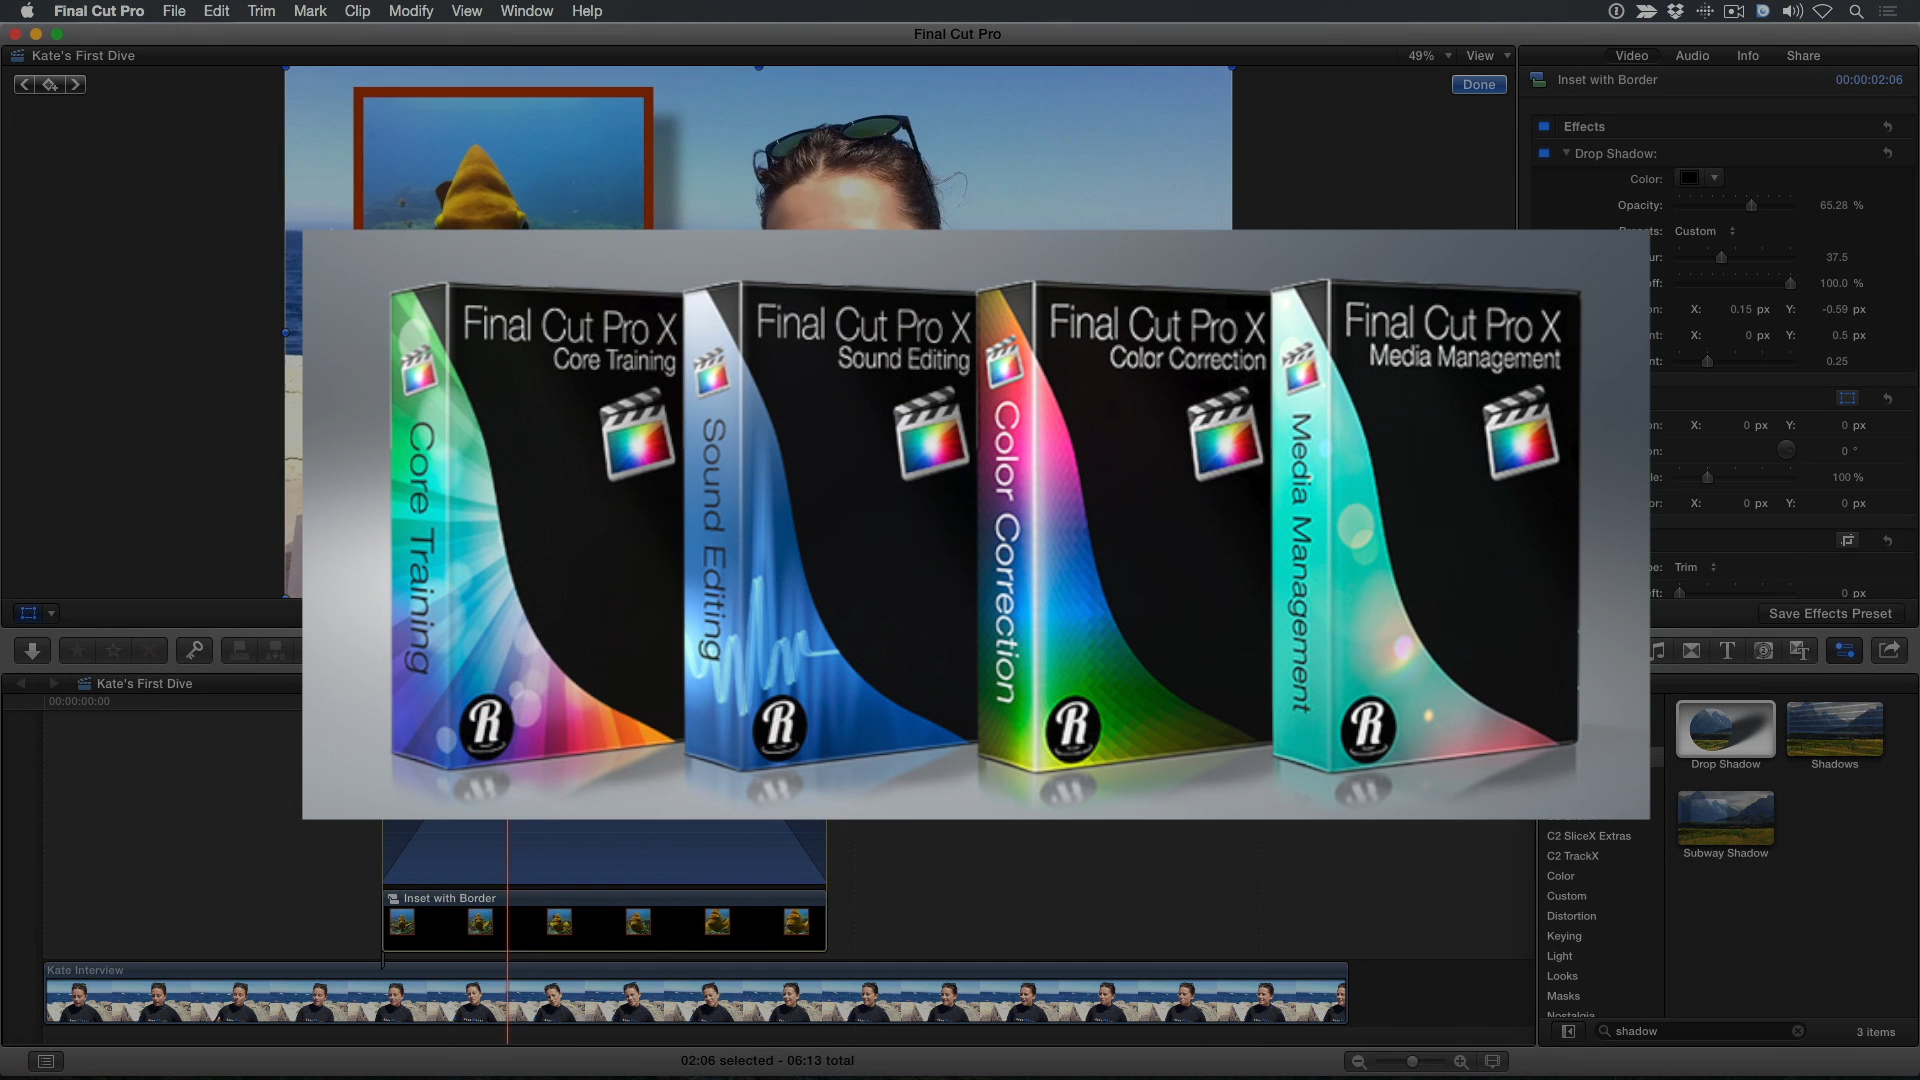 Final Cut Pro File Edit Trim Mark Clip Modify View Window Help
Final Cut Pro
Kate's First Dive
49% View
Video Audio Info Share
Done
Inset with Border 00:00:02:06
Effects
Drop Shadow:
Color:
Opacity: 65.28 %
Custom
37.5
100.0 %
X: 0.15 px Y: -0.59 px
X: 0 px Y: 0.5 px
0.25
X: 0 px Y: 0 px
0 °
100 %
X: 0 px Y: 0 px
Trim
0 px
Save Effects Preset
Final Cut Pro X
Core Training
Core Training
R
Final Cut Pro X
Sound Editing
Sound Editing
R
Final Cut Pro X
Color Correction
Color Correction
R
Final Cut Pro X
Media Management
Media Management
R
Kate's First Dive
00:00:00:00
Inset with Border
Kate Interview
Drop Shadow
Shadows
Subway Shadow
C2 SliceX Extras
C2 TrackX
Color
Custom
Distortion
Keying
Light
Looks
Masks
Nostalgia
shadow
3 items
02:06 selected - 06:13 total